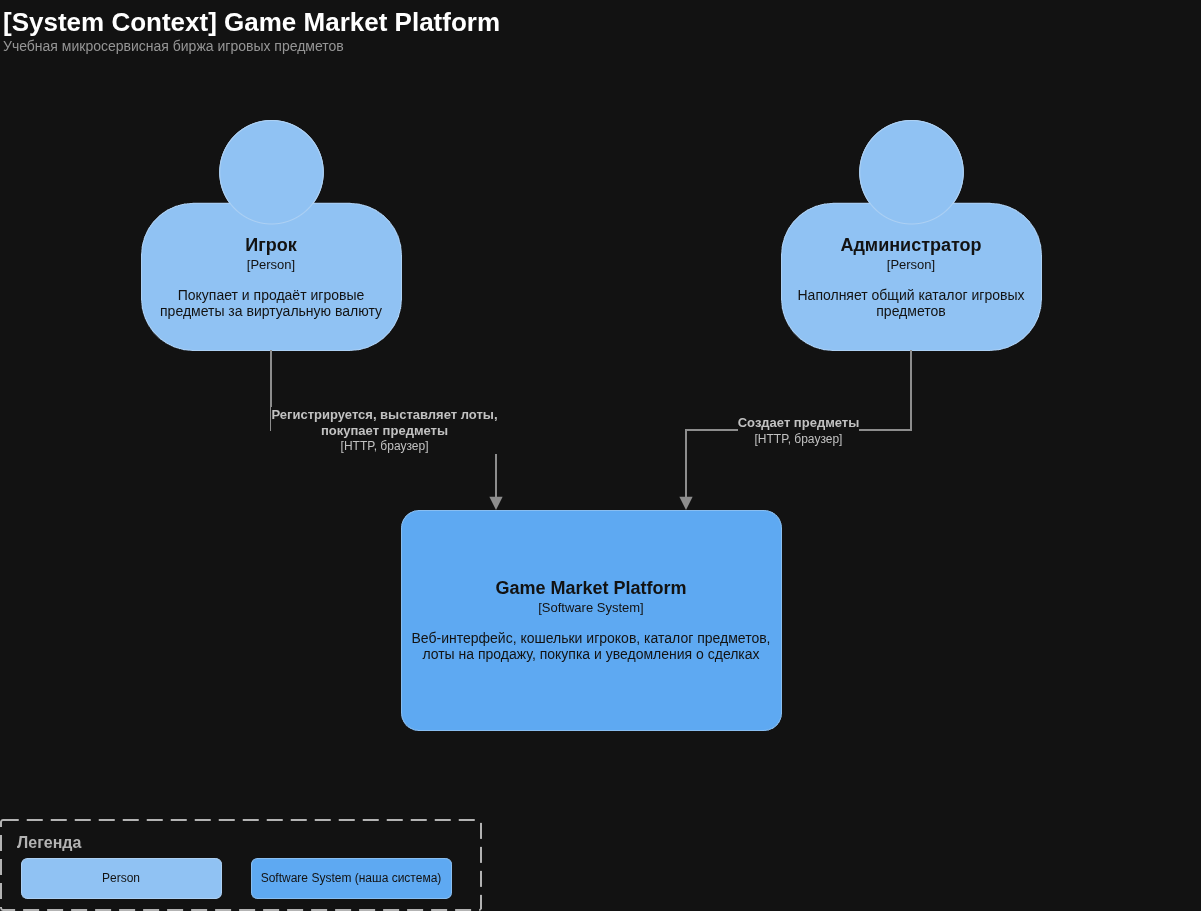 [System Context] Game Market Platform
Учебная микросервисная биржа игровых предметов
Игрок
[Person]
Покупает и продаёт игровые
предметы за виртуальную валюту
Администратор
[Person]
Наполняет общий каталог игровых
предметов
Регистрируется, выставляет лоты,
покупает предметы
[HTTP, браузер]
Создает предметы
[HTTP, браузер]
Game Market Platform
[Software System]
Веб-интерфейс, кошельки игроков, каталог предметов,
лоты на продажу, покупка и уведомления о сделках
Легенда
Person
Software System (наша система)